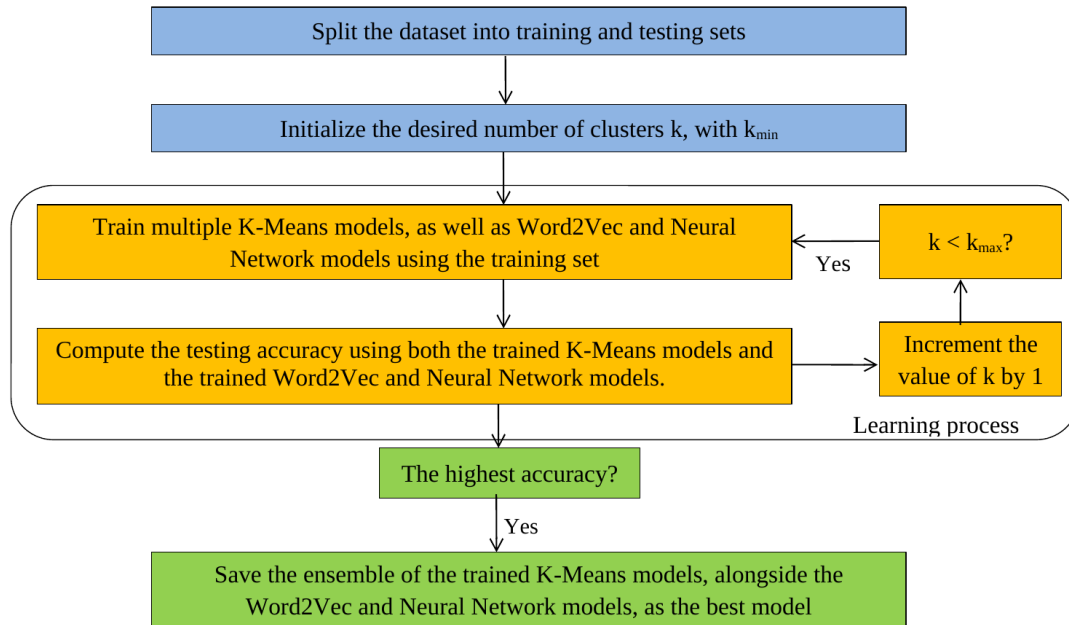 Split the dataset into training and testing sets
Initialize the desired number of clusters k, with kmin
Train multiple K-Means models, as well as Word2Vec and Neural
Network models using the training set
k < kmax?
Yes
Compute the testing accuracy using both the trained K-Means models and
the trained Word2Vec and Neural Network models.
Increment the
value of k by 1
Learning process
The highest accuracy?
Yes
Save the ensemble of the trained K-Means models, alongside the
Word2Vec and Neural Network models, as the best model